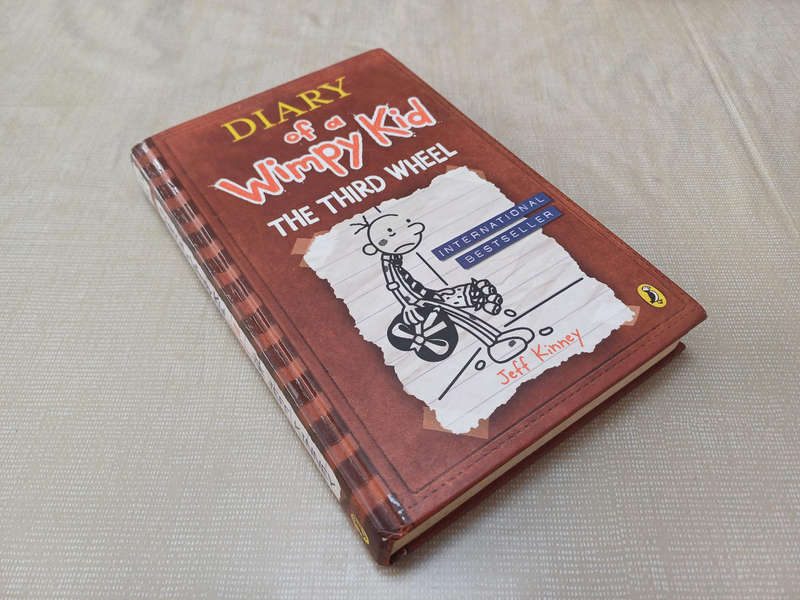 DIARY
of a
Wimpy Kid
THE THIRD WHEEL
INTERNATIONAL
BESTSELLER
Jeff Kinney